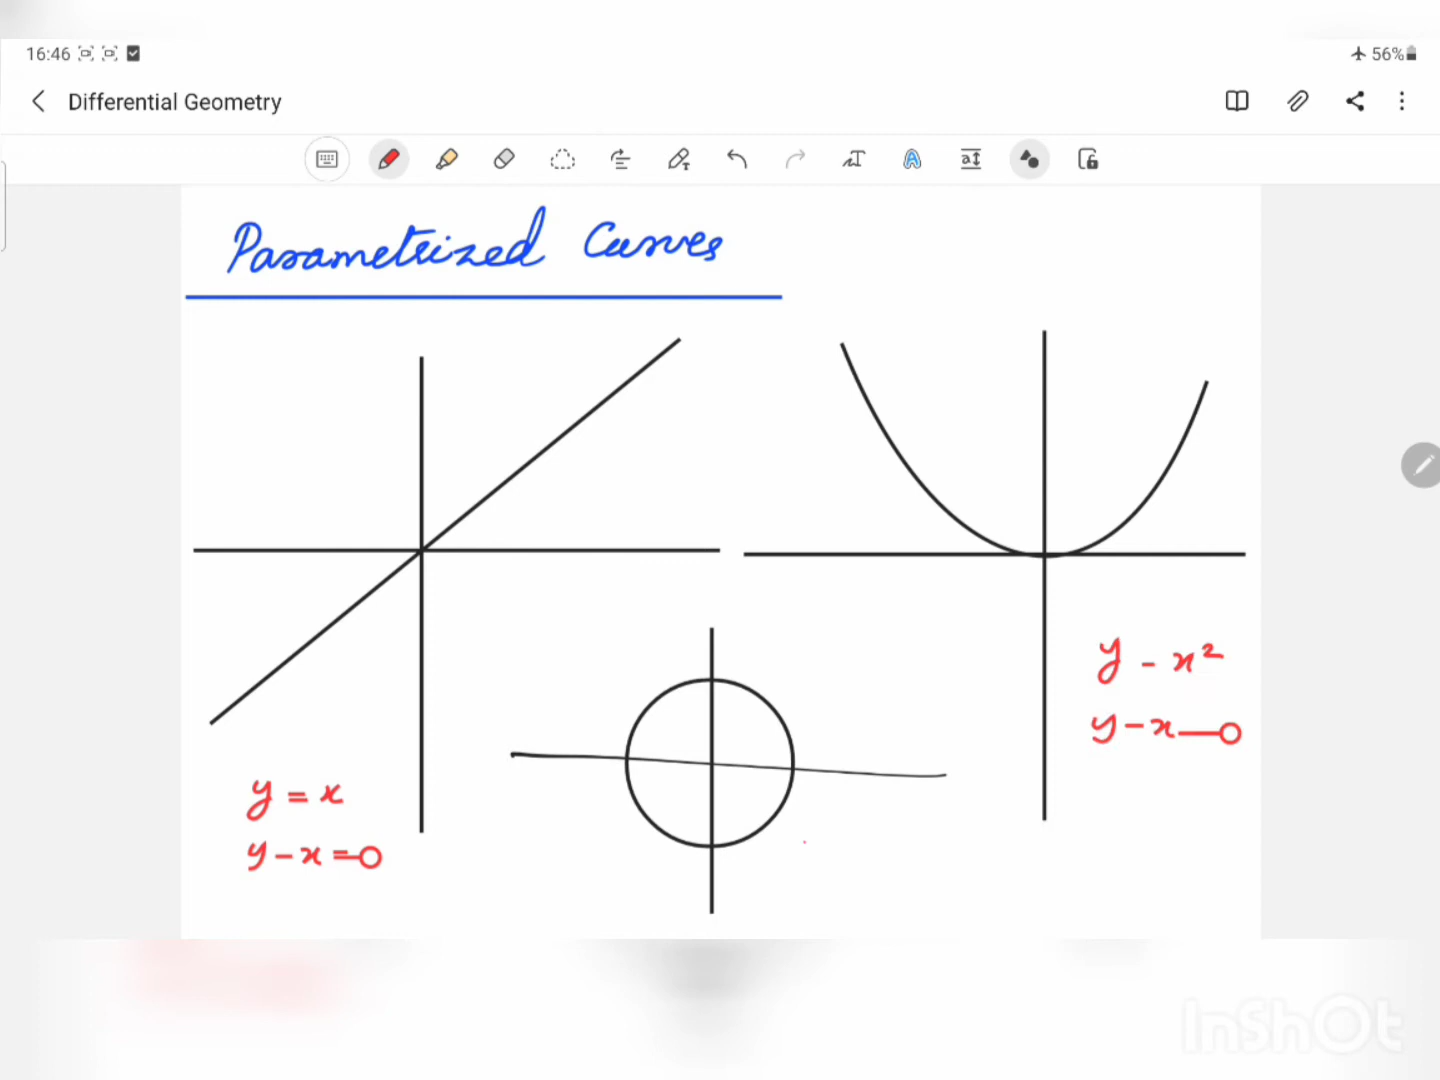 16:46
56%
Differential Geometry
Parametrized Curves
y - x²
y - x — 0
y = x
y - x = 0
InShOt